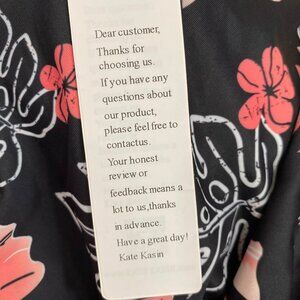 Dear customer,
Thanks for
choosing us.
If you have any
questions about
our product,
please feel free to
contactus.
Your honest
review or
feedback means a
lot to us,thanks
in advance.
Have a great day!
Kate Kasin